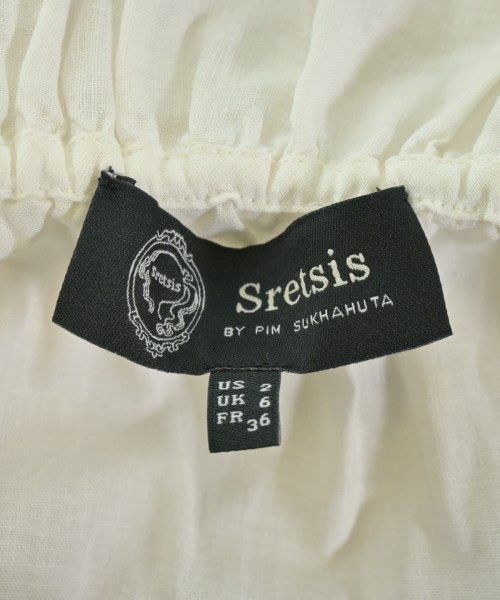 Sretsis
Sretsis
BY PIM SUKHAHUTA
US 2
UK 6
FR 36